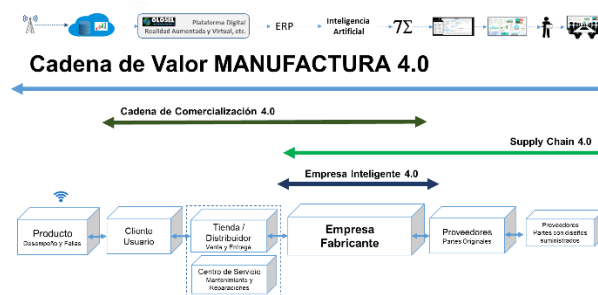 GLOSEL
Plataforma Digital
Realidad Aumentada y Virtual, etc.
ERP
Inteligencia
Artificial
7Σ
Cadena de Valor MANUFACTURA 4.0
Cadena de Comercialización 4.0
Supply Chain 4.0
Empresa Inteligente 4.0
Producto
Desempeño y Fallas
Cliente
Usuario
Tienda /
Distribuidor
Venta y Entrega
Empresa
Fabricante
Proveedores
Partes Originales
Proveedores
Partes con diseños
suministrados
Centro de Servicio
Mantenimiento y
Reparaciones